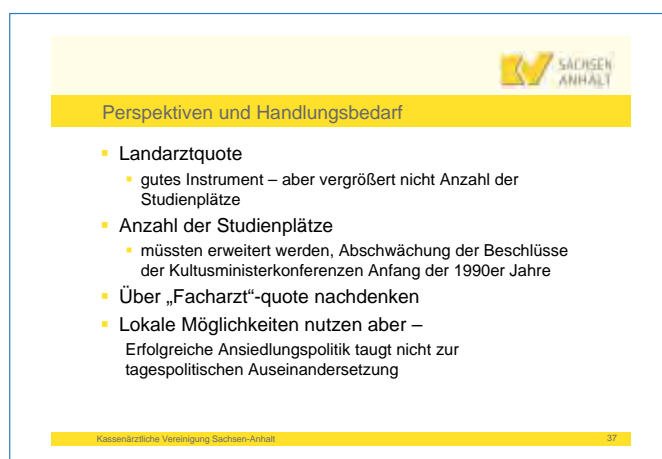 KV SACHSEN
ANHALT
Perspektiven und Handlungsbedarf
Landarztquote
gutes Instrument – aber vergrößert nicht Anzahl der
Studienplätze
Anzahl der Studienplätze
müssten erweitert werden, Abschwächung der Beschlüsse
der Kultusministerkonferenzen Anfang der 1990er Jahre
Über „Facharzt“-quote nachdenken
Lokale Möglichkeiten nutzen aber –
Erfolgreiche Ansiedlungspolitik taugt nicht zur
tagespolitischen Auseinandersetzung
Kassenärztliche Vereinigung Sachsen-Anhalt 37